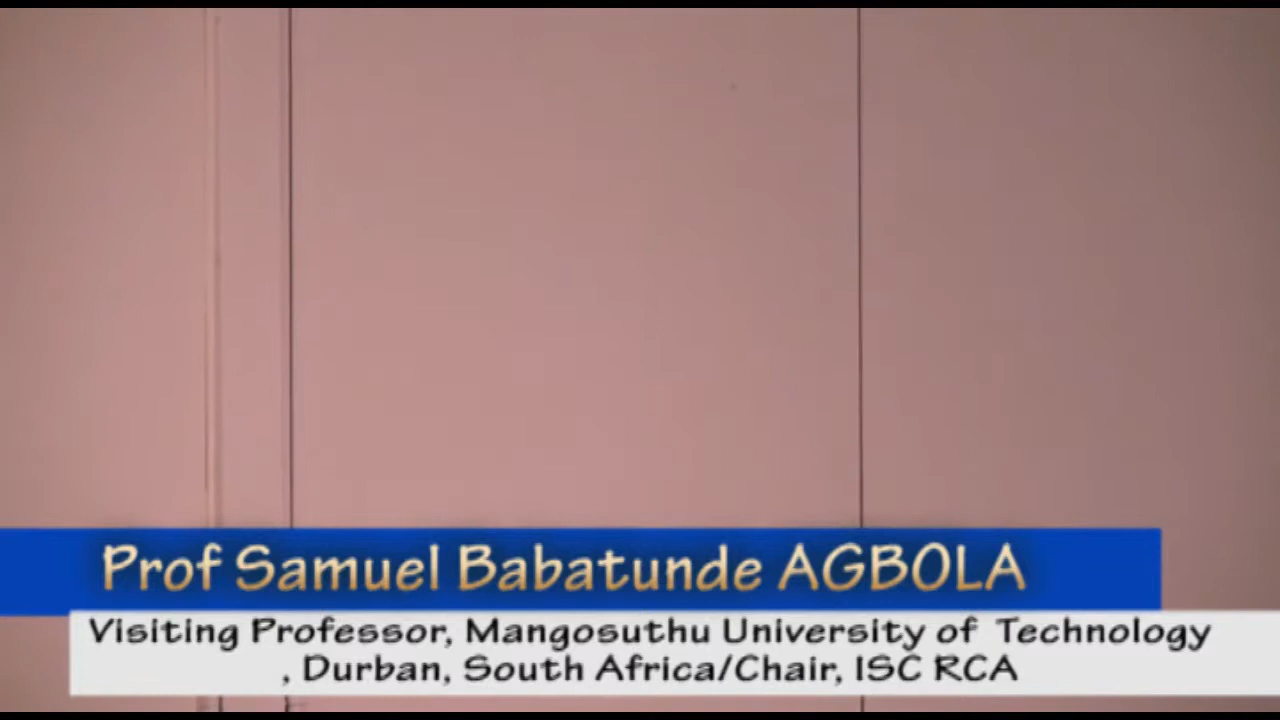 Prof Samuel Babatunde AGBOLA
Visiting Professor, Mangosuthu University of Technology
, Durban, South Africa/Chair, ISC RCA